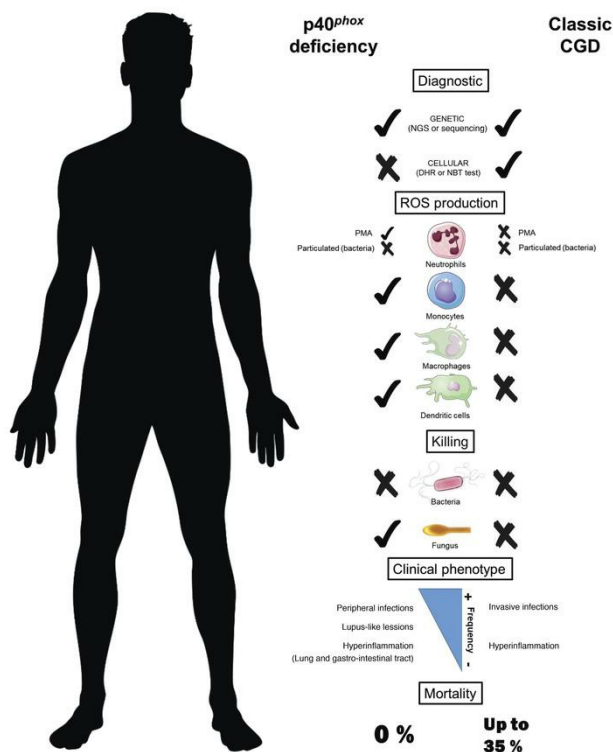 p40phox
deficiency
Classic
CGD
Diagnostic
GENETIC
(NGS or sequencing)
CELLULAR
(DHR or NBT test)
ROS production
PMA
Particulated (bacteria)
PMA
Particulated (bacteria)
Neutrophils
Monocytes
Macrophages
Dendritic cells
Killing
Bacteria
Fungus
Clinical phenotype
Peripheral infections
Lupus-like lessions
Hyperinflammation
(Lung and gastro-intestinal tract)
+
Frequency
-
Invasive infections
Hyperinflammation
Mortality
0 %
Up to
35 %